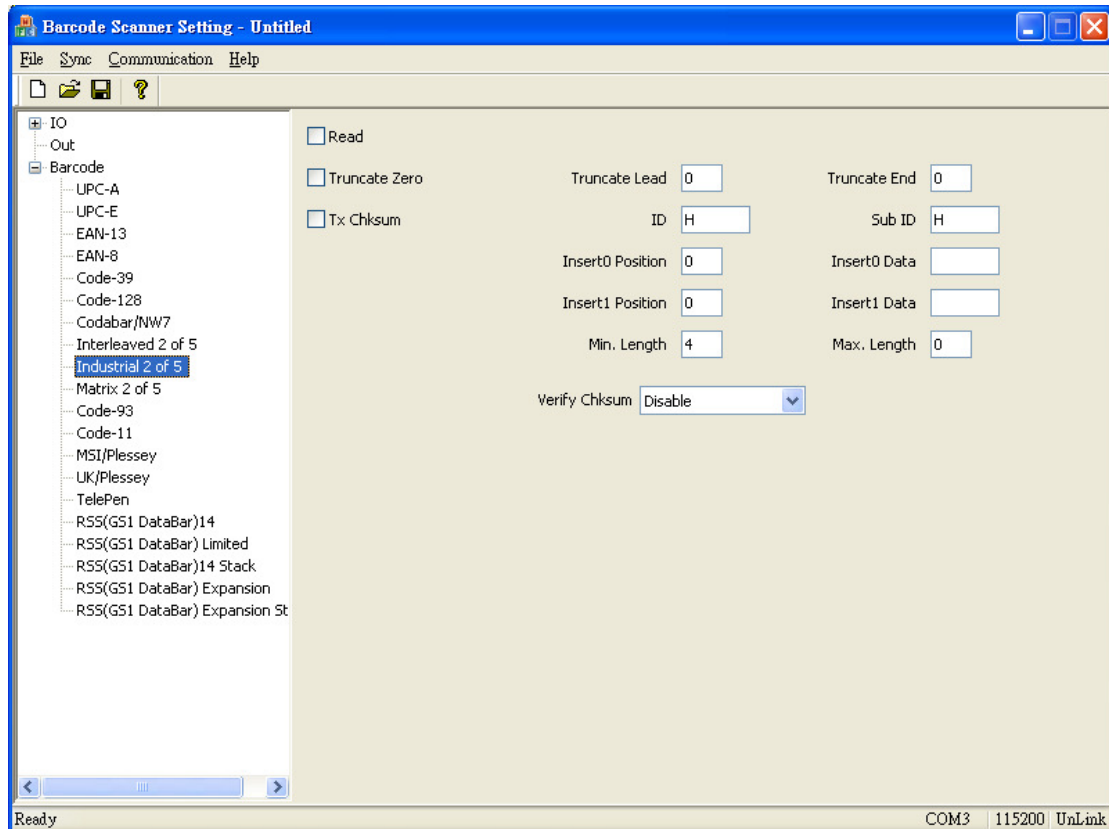 Barcode Scanner Setting - Untitled
File Sync Communication Help
IO
Out
Barcode
UPC-A
UPC-E
EAN-13
EAN-8
Code-39
Code-128
Codabar/NW7
Interleaved 2 of 5
Industrial 2 of 5
Matrix 2 of 5
Code-93
Code-11
MSI/Plessey
UK/Plessey
TelePen
RSS(GS1 DataBar)14
RSS(GS1 DataBar) Limited
RSS(GS1 DataBar)14 Stack
RSS(GS1 DataBar) Expansion
RSS(GS1 DataBar) Expansion St
Read
Truncate Zero Truncate Lead 0 Truncate End 0
Tx Chksum ID H Sub ID H
Insert0 Position 0 Insert0 Data
Insert1 Position 0 Insert1 Data
Min. Length 4 Max. Length 0
Verify Chksum Disable
Ready COM3 115200 UnLink